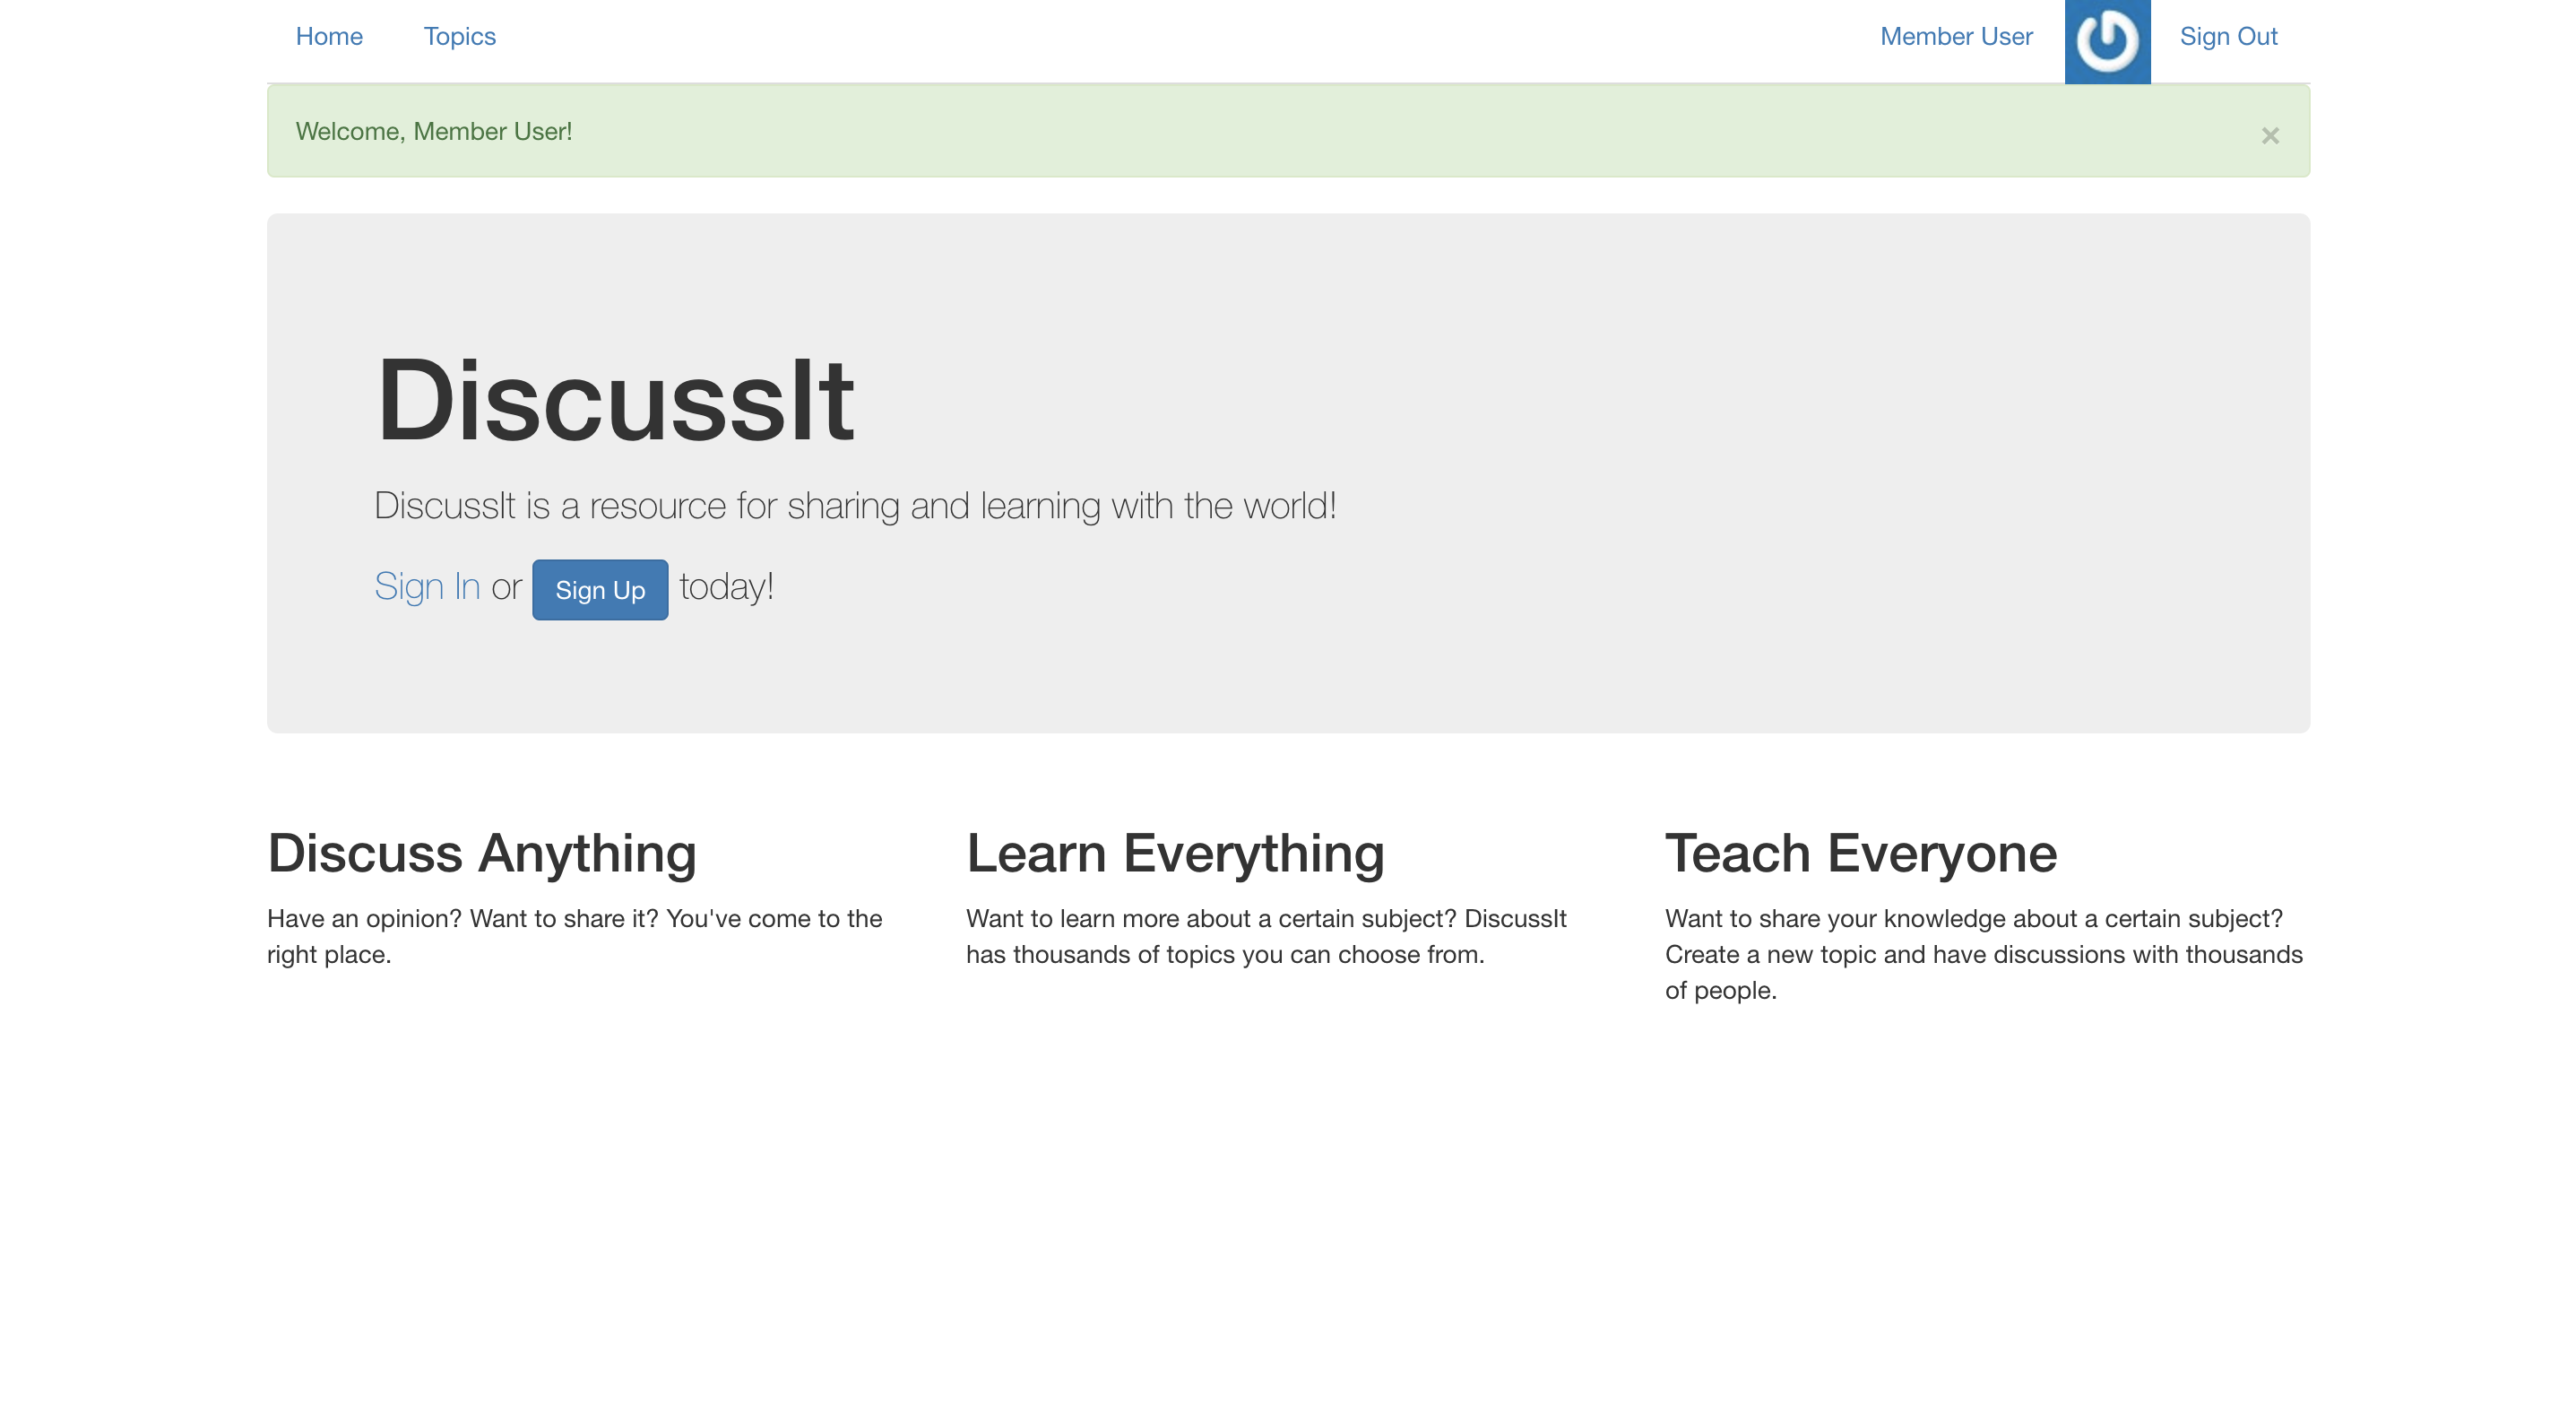 Home Topics Member User Sign Out
Welcome, Member User! ×
DiscussIt
DiscussIt is a resource for sharing and learning with the world!
Sign In or Sign Up today!
Discuss Anything
Have an opinion? Want to share it? You've come to the
right place.
Learn Everything
Want to learn more about a certain subject? DiscussIt
has thousands of topics you can choose from.
Teach Everyone
Want to share your knowledge about a certain subject?
Create a new topic and have discussions with thousands
of people.